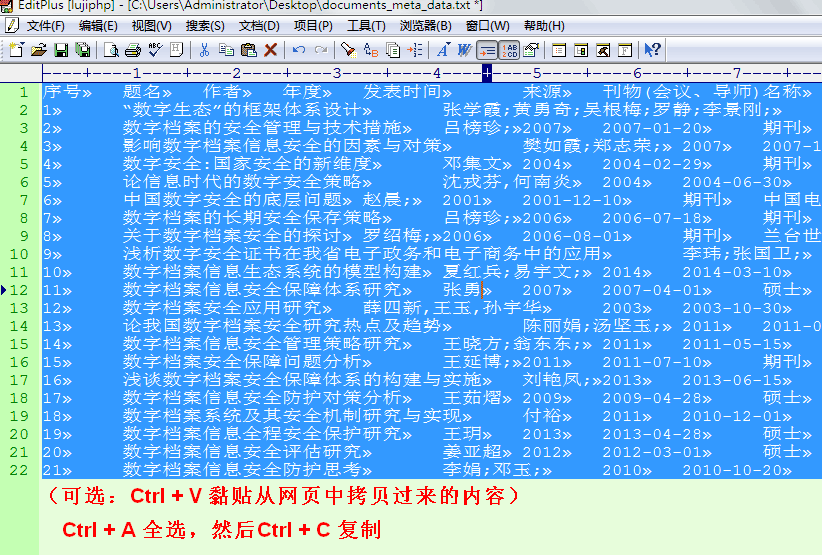 EditPlus [lujiphp] - [C:\Users\Administrator\Desktop\documents_meta_data.txt *]
文件(F) 编辑(E) 显示(V) 搜索(S) 文档(D) 项目(P) 工具(T) 浏览器(B) 窗口(W) 帮助(H)
----+----1----+----2----+----3----+----4----+----5----+----6----+----7----+-
1 序号» 题名» 作者» 年度» 发表时间» 来源» 刊物(会议、导师)名称»
2 1» “数字生态”的框架体系设计» 张学霞;黄勇奇;吴根梅;罗静;李景刚;»
3 2» 数字档案的安全管理与技术措施» 吕榜珍;»2007» 2007-01-20» 期刊»
4 3» 影响数字档案信息安全的因素与对策» 樊如霞;郑志荣;» 2007» 2007-1
5 4» 数字安全:国家安全的新维度» 邓集文» 2004» 2004-02-29» 期刊»
6 5» 论信息时代的数字安全策略» 沈戎芬,何南炎» 2004» 2004-06-30»
7 6» 中国数字安全的底层问题» 赵晨;» 2001» 2001-12-10» 期刊» 中国电
8 7» 数字档案的长期安全保存策略» 吕榜珍;»2006» 2006-07-18» 期刊»
9 8» 关于数字档案安全的探讨» 罗绍梅;»2006» 2006-08-01» 期刊» 兰台世
10 9» 浅析数字安全证书在我省电子政务和电子商务中的应用» 李玮;张国卫;»
11 10» 数字档案信息生态系统的模型构建» 夏红兵;易宇文;» 2014» 2014-03-10»
12 11» 数字档案信息安全保障体系研究» 张勇» 2007» 2007-04-01» 硕士»
13 12» 数字档案安全应用研究» 薛四新,王玉,孙宇华» 2003» 2003-10-30»
14 13» 论我国数字档案安全研究热点及趋势» 陈丽娟;汤坚玉;» 2011» 2011-0
15 14» 数字档案信息安全管理策略研究» 王晓方;翁东东;» 2011» 2011-05-15»
16 15» 数字档案安全保障问题分析» 王延博;»2011» 2011-07-10» 期刊»
17 16» 浅谈数字档案安全保障体系的构建与实施» 刘艳凤;»2013» 2013-06-15»
18 17» 数字档案信息安全防护对策分析» 王茹熠» 2009» 2009-04-28» 硕士»
19 18» 数字档案系统及其安全机制研究与实现» 付裕» 2011» 2010-12-01»
20 19» 数字档案信息全程安全保护研究» 王玥» 2013» 2013-04-28» 硕士»
21 20» 数字档案信息安全评估研究» 姜亚超» 2012» 2012-03-01» 硕士»
22 21» 数字档案信息安全防护思考» 李娟;邓玉;» 2010» 2010-10-20»
（可选：Ctrl + V 黏贴从网页中拷贝过来的内容）
Ctrl + A 全选，然后Ctrl + C 复制